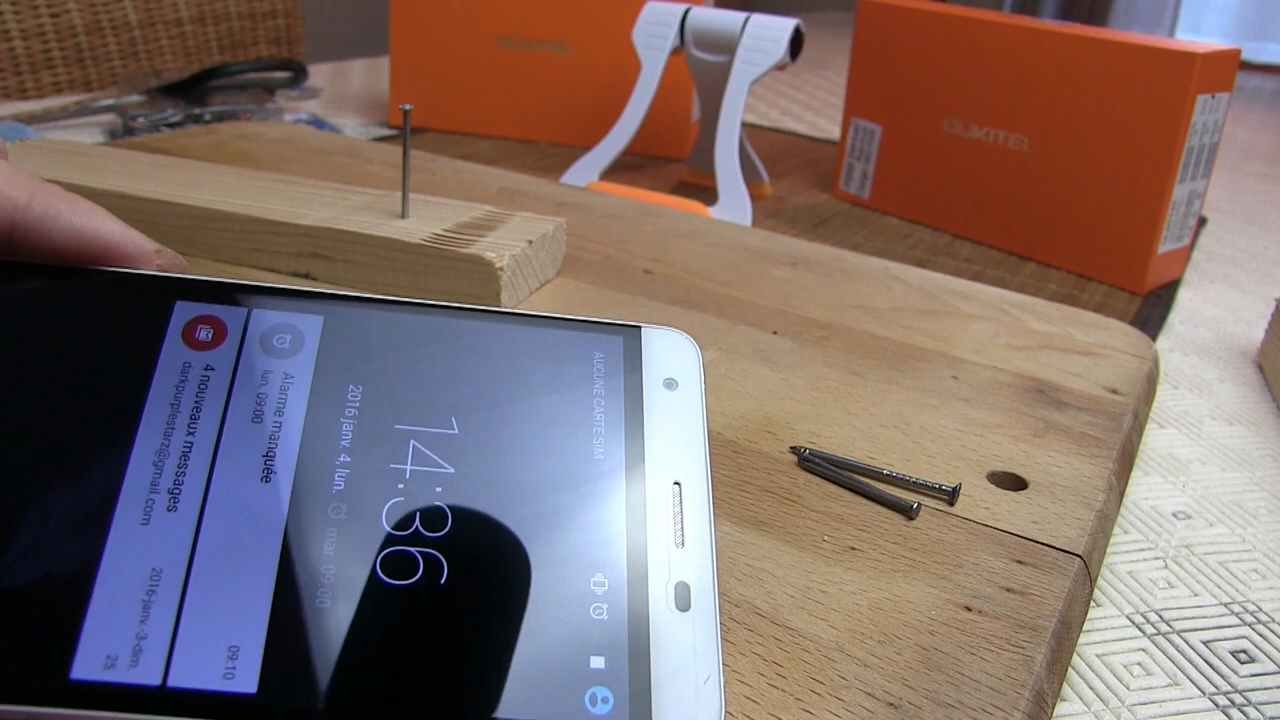 OUKITEL
OUKITEL
AUCUNE CARTE SIM
14:36
2016 janv. 4 lun. mar. 09:00
Alarme manquée
lun. 09:00
09:10
4 nouveaux messages
darkpurplestarz@gmail.com
2016-janv.-3-dim.
25